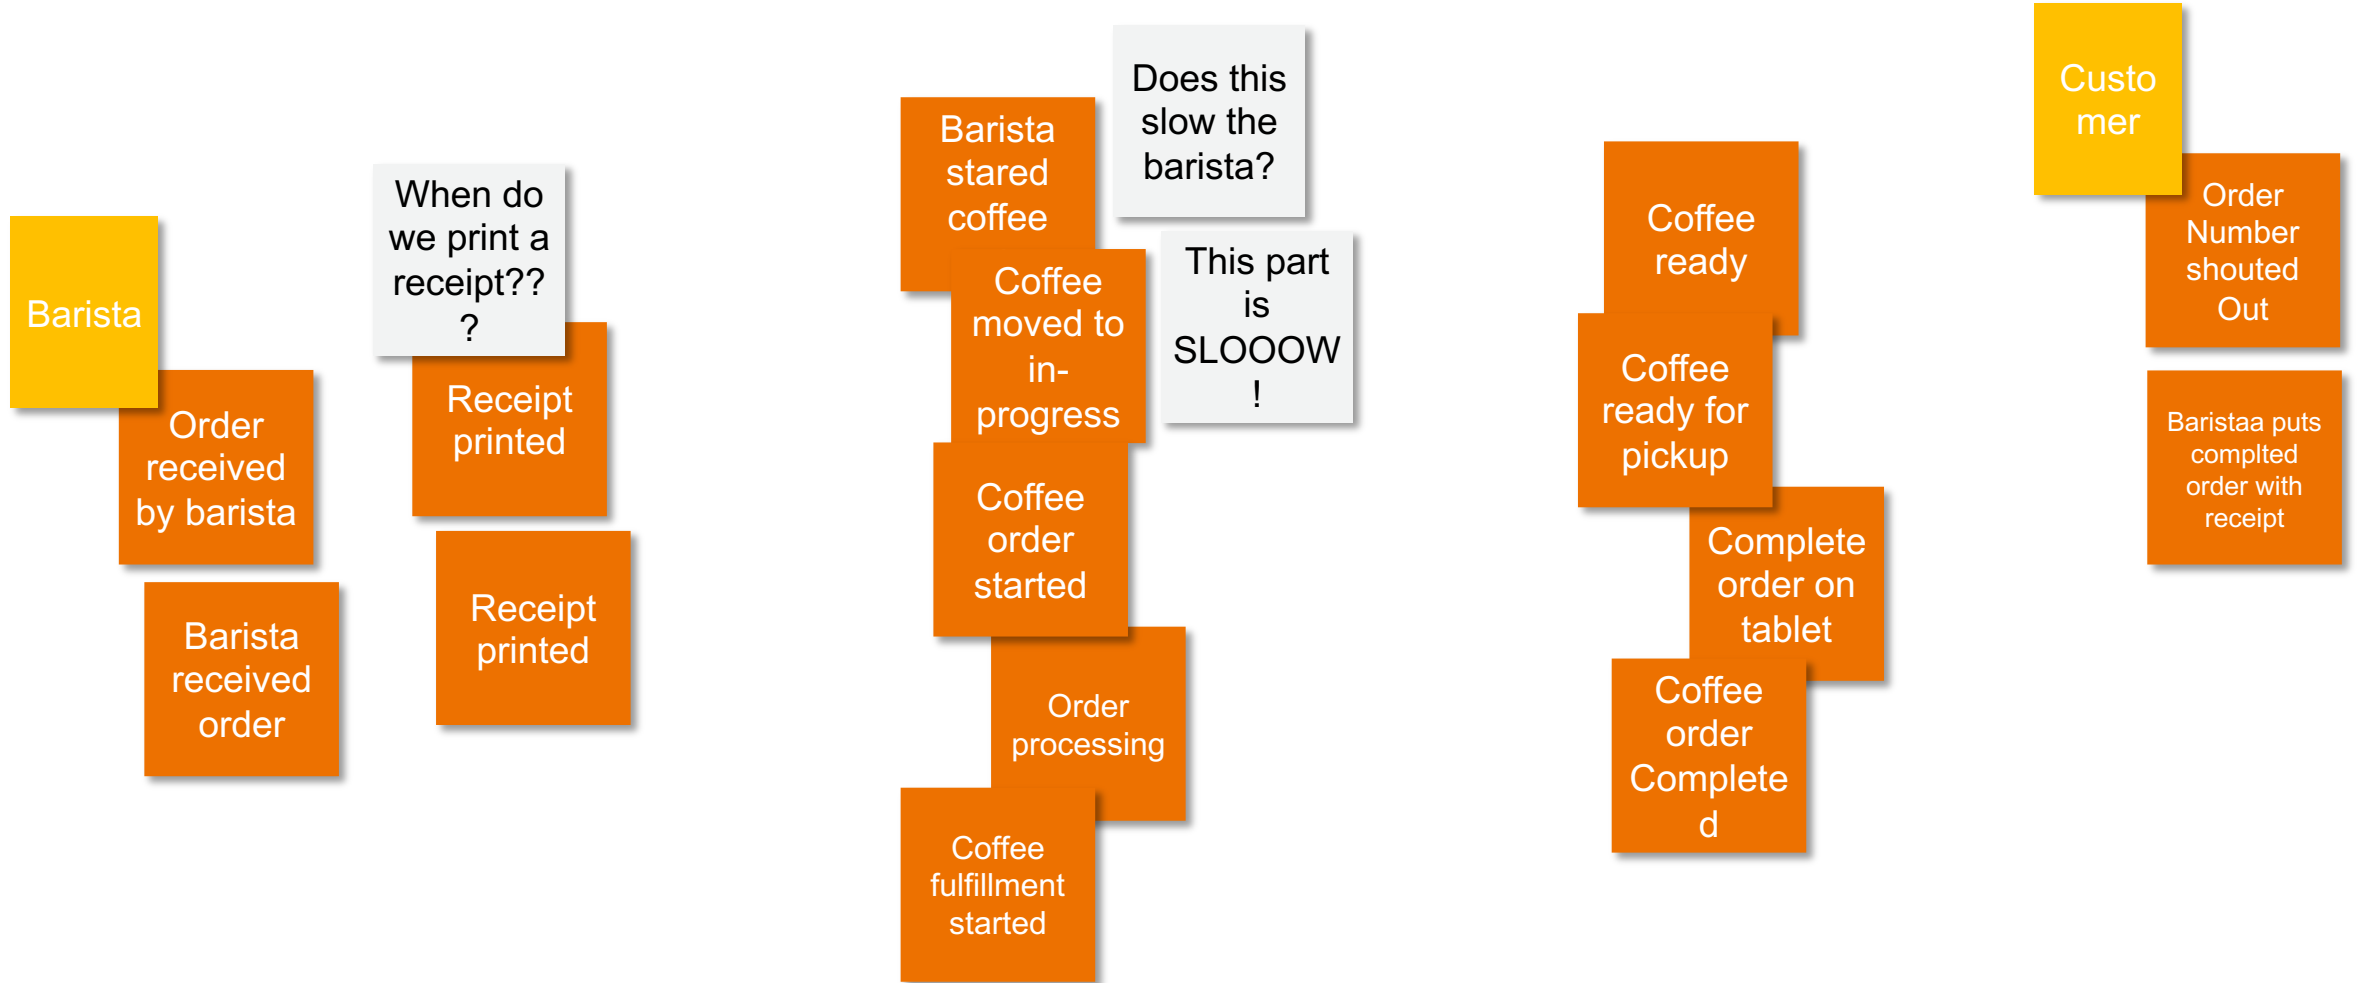 Barista
Order
received
by barista
Barista
received
order
When do
we print a
receipt??
?
Receipt
printed
Receipt
printed
Barista
stared
coffee
Does this
slow the
barista?
Coffee
moved to
in-
progress
This part
is
SLOOOW
!
Coffee
order
started
Order
processing
Coffee
fulfillment
started
Coffee
ready
Coffee
ready for
pickup
Complete
order on
tablet
Coffee
order
Complete
d
Custo
mer
Order
Number
shouted
Out
Baristaa puts
complted
order with
receipt